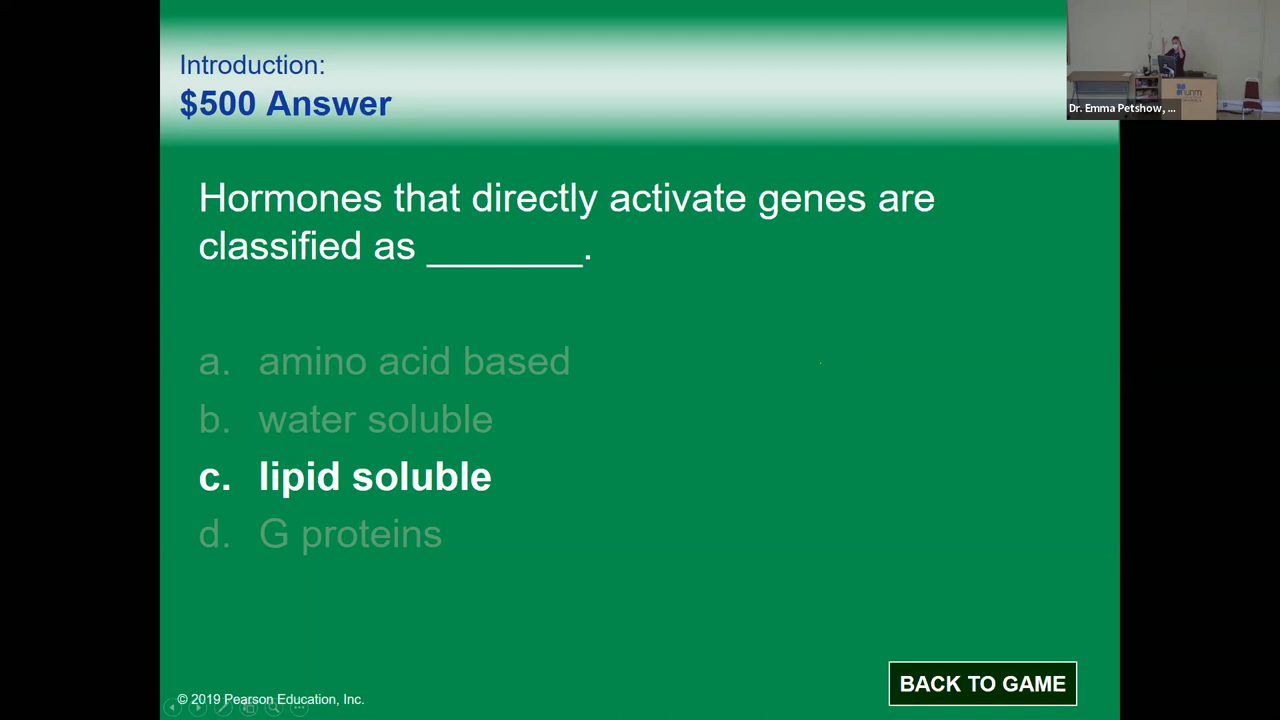 Introduction:
$500 Answer
Dr. Emma Petshow, ...
Hormones that directly activate genes are
classified as ________.
a. amino acid based
b. water soluble
c. lipid soluble
d. G proteins
BACK TO GAME
© 2019 Pearson Education, Inc.